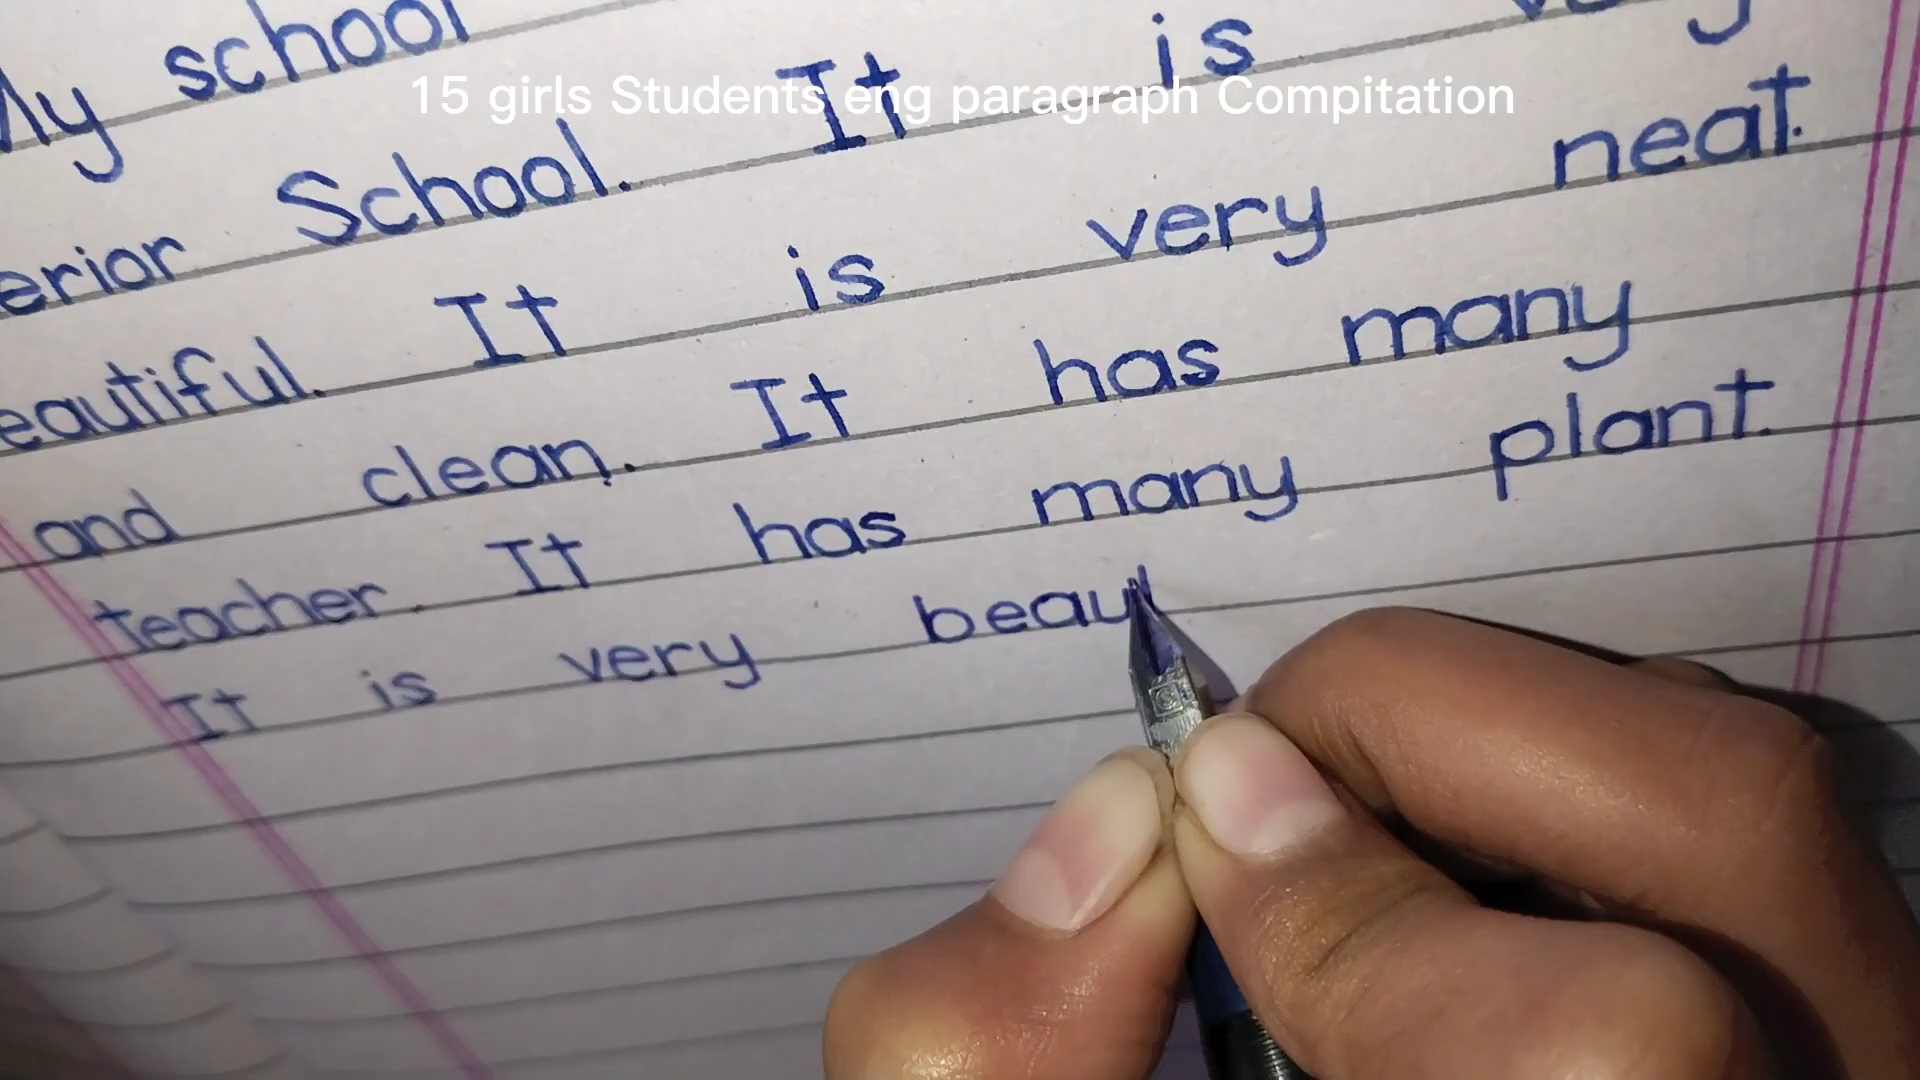 My school
15 girls Students eng paragraph Compitation
erior School. It is
eautiful. It is very neat.
and clean. It has many
teacher. It has many plant.
It is very beaut